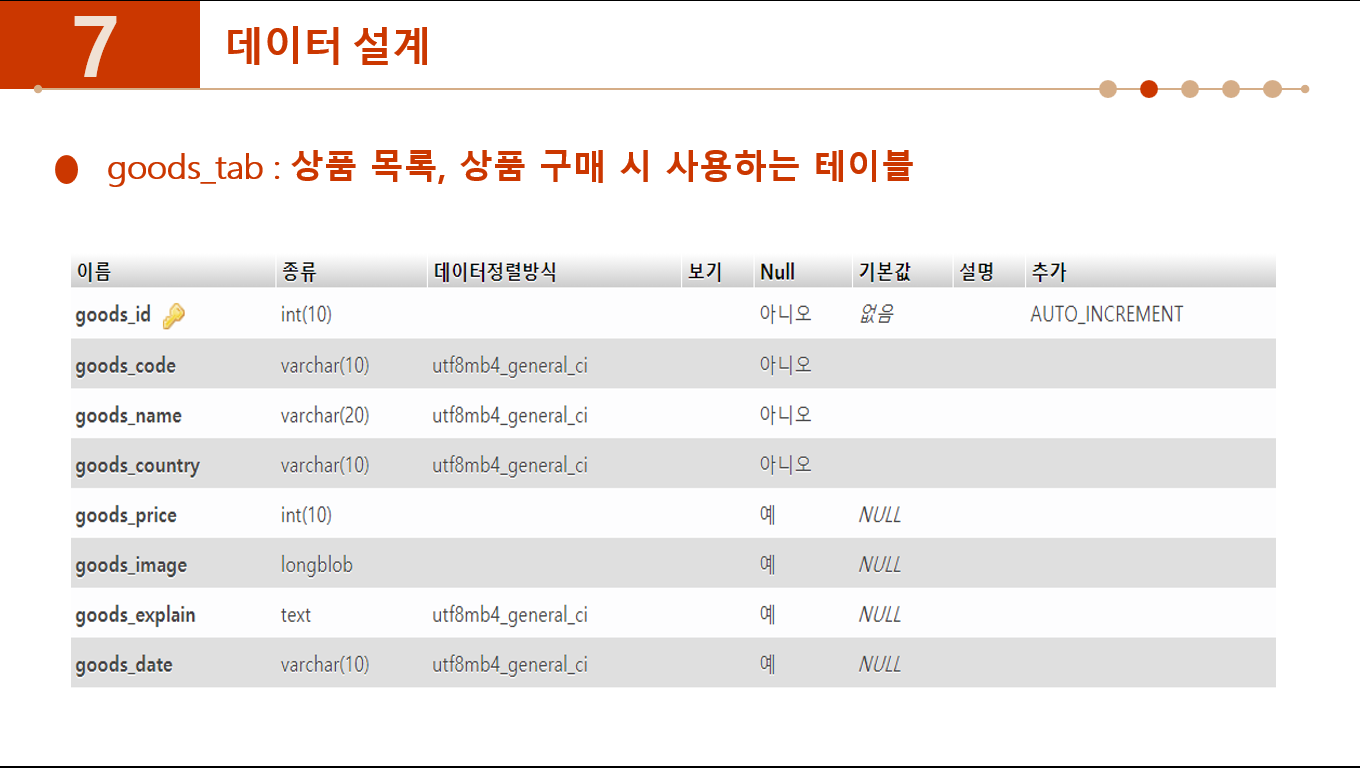 7
데이터 설계
goods_tab : 상품 목록, 상품 구매 시 사용하는 테이블
이름 종류 데이터정렬방식 보기 Null 기본값 설명 추가
goods_id int(10) 아니오 없음 AUTO_INCREMENT
goods_code varchar(10) utf8mb4_general_ci 아니오
goods_name varchar(20) utf8mb4_general_ci 아니오
goods_country varchar(10) utf8mb4_general_ci 아니오
goods_price int(10) 예 NULL
goods_image longblob 예 NULL
goods_explain text utf8mb4_general_ci 예 NULL
goods_date varchar(10) utf8mb4_general_ci 예 NULL